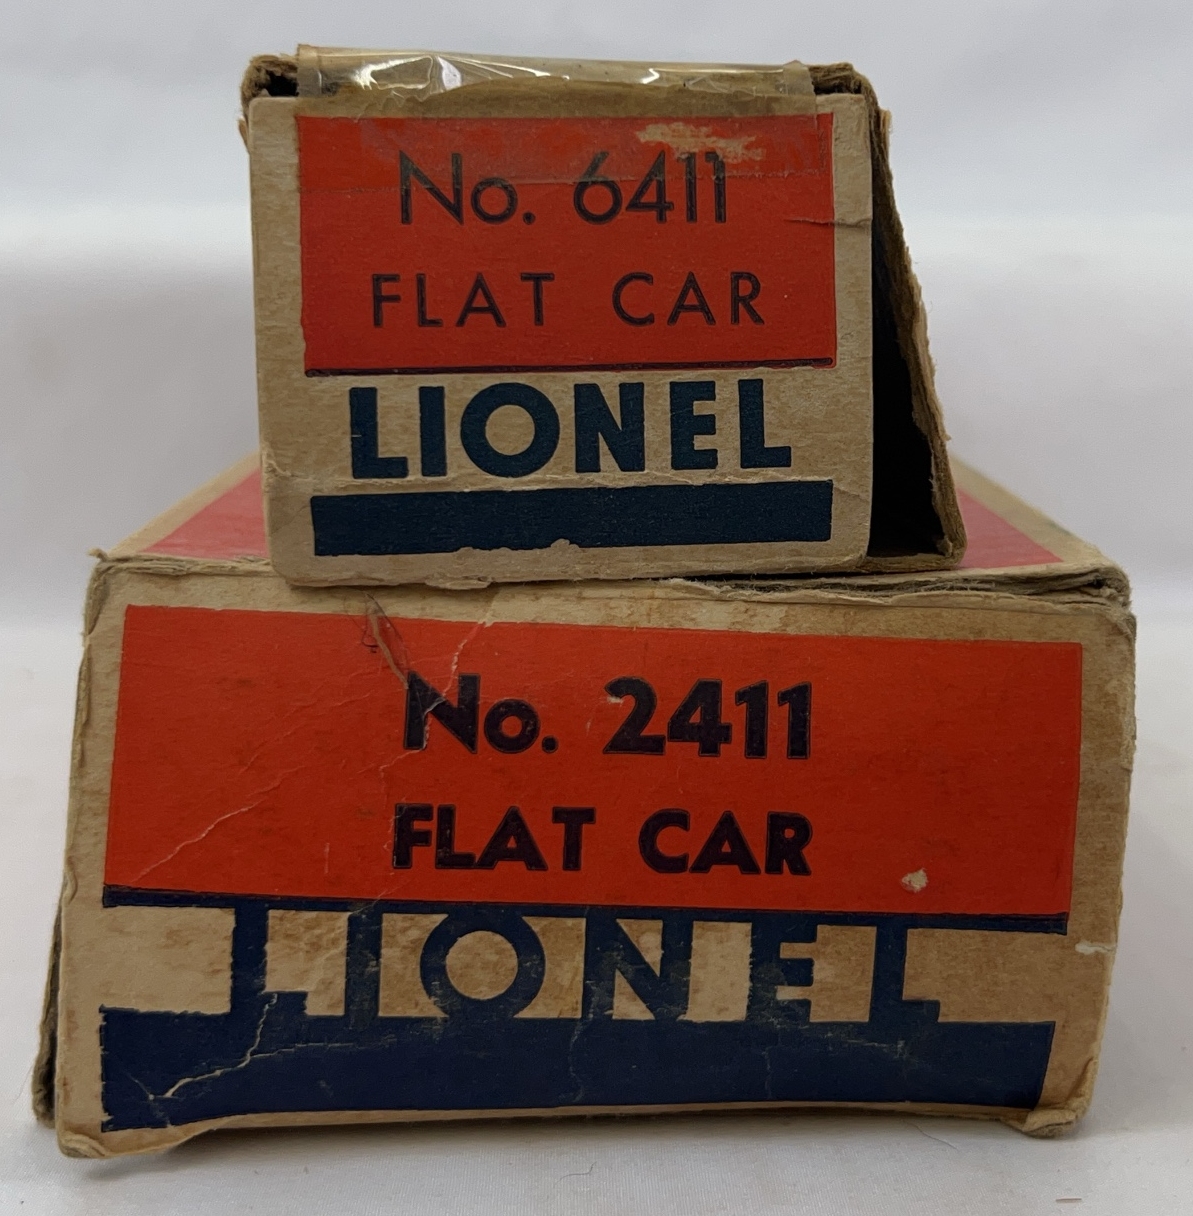 No. 6411
FLAT CAR
LIONEL
No. 2411
FLAT CAR
LIONEL